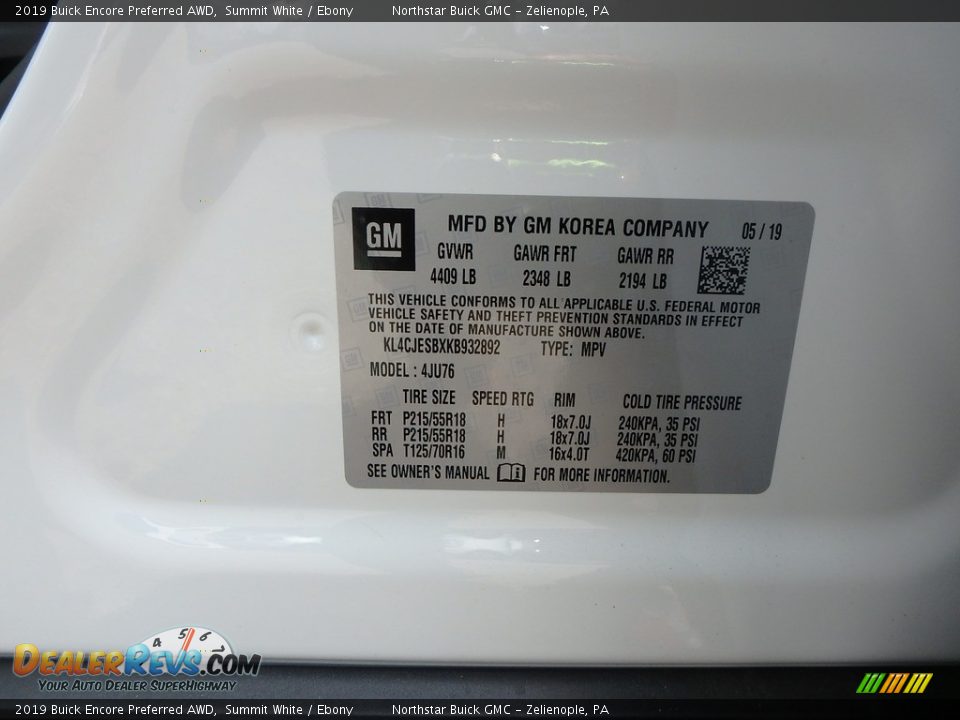 2019 Buick Encore Preferred AWD, Summit White / Ebony Northstar Buick GMC - Zelienople, PA
GM MFD BY GM KOREA COMPANY 05 / 19
GVWR GAWR FRT GAWR RR
4409 LB 2348 LB 2194 LB
THIS VEHICLE CONFORMS TO ALL APPLICABLE U.S. FEDERAL MOTOR
VEHICLE SAFETY AND THEFT PREVENTION STANDARDS IN EFFECT
ON THE DATE OF MANUFACTURE SHOWN ABOVE.
KL4CJESBXKB932892 TYPE: MPV
MODEL : 4JU76
TIRE SIZE SPEED RTG RIM COLD TIRE PRESSURE
FRT P215/55R18 H 18x7.0J 240KPA, 35 PSI
RR P215/55R18 H 18x7.0J 240KPA, 35 PSI
SPA T125/70R16 M 16x4.0T 420KPA, 60 PSI
SEE OWNER'S MANUAL FOR MORE INFORMATION.
4 5 6 7
DEALERREVS.COM
YOUR AUTO DEALER SUPERHIGHWAY
2019 Buick Encore Preferred AWD, Summit White / Ebony Northstar Buick GMC - Zelienople, PA